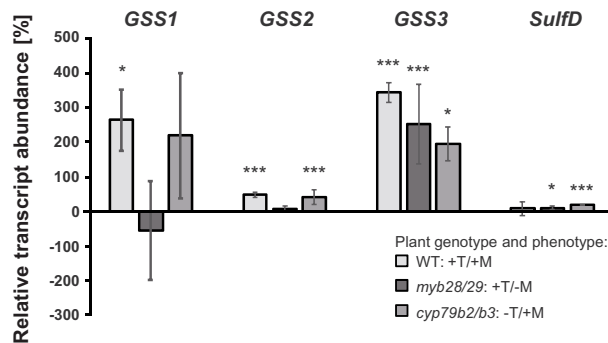 GSS1 GSS2 GSS3 SulfD
Relative transcript abundance [%]
500
400
300
200
100
0
-100
-200
-300
* *** *** *** *** * * ***
Plant genotype and phenotype:
WT: +T/+M
myb28/29: +T/-M
cyp79b2/b3: -T/+M